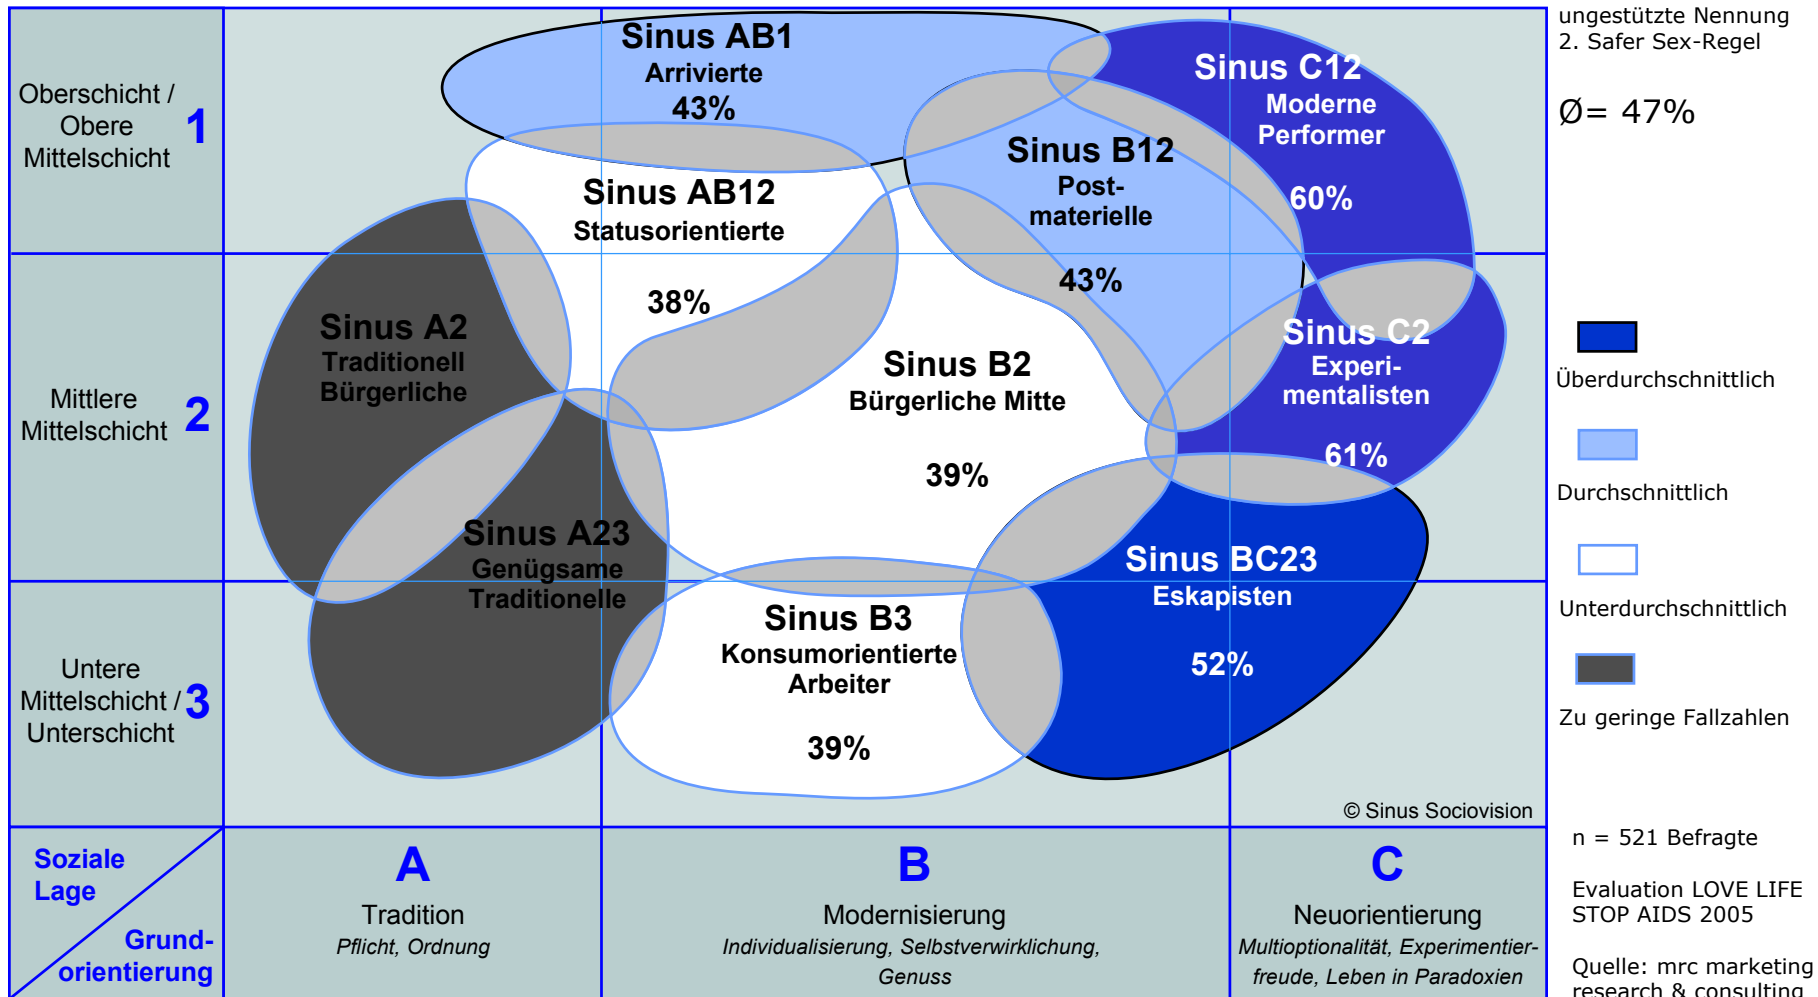 ungestützte Nennung
2. Safer Sex-Regel
Ø= 47%
Oberschicht /
Obere
Mittelschicht
1
Sinus AB1
Arrivierte
43%
Sinus C12
Moderne
Performer
60%
Sinus B12
Post-
materielle
43%
Sinus AB12
Statusorientierte
38%
Mittlere
Mittelschicht
2
Sinus A2
Traditionell
Bürgerliche
Sinus B2
Bürgerliche Mitte
39%
Sinus C2
Experi-
mentalisten
61%
Sinus A23
Genügsame
Traditionelle
Sinus BC23
Eskapisten
52%
Untere
Mittelschicht /
Unterschicht
3
Sinus B3
Konsumorientierte
Arbeiter
39%
© Sinus Sociovision
Überdurchschnittlich
Durchschnittlich
Unterdurchschnittlich
Zu geringe Fallzahlen
Soziale
Lage
Grund-
orientierung
A
Tradition
Pflicht, Ordnung
B
Modernisierung
Individualisierung, Selbstverwirklichung,
Genuss
C
Neuorientierung
Multioptionalität, Experimentier-
freude, Leben in Paradoxien
n = 521 Befragte
Evaluation LOVE LIFE
STOP AIDS 2005
Quelle: mrc marketing
research & consulting